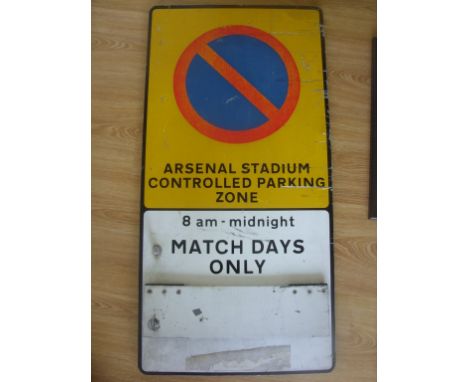 ARSENAL STADIUM
CONTROLLED PARKING
ZONE
8 am - midnight
MATCH DAYS
ONLY